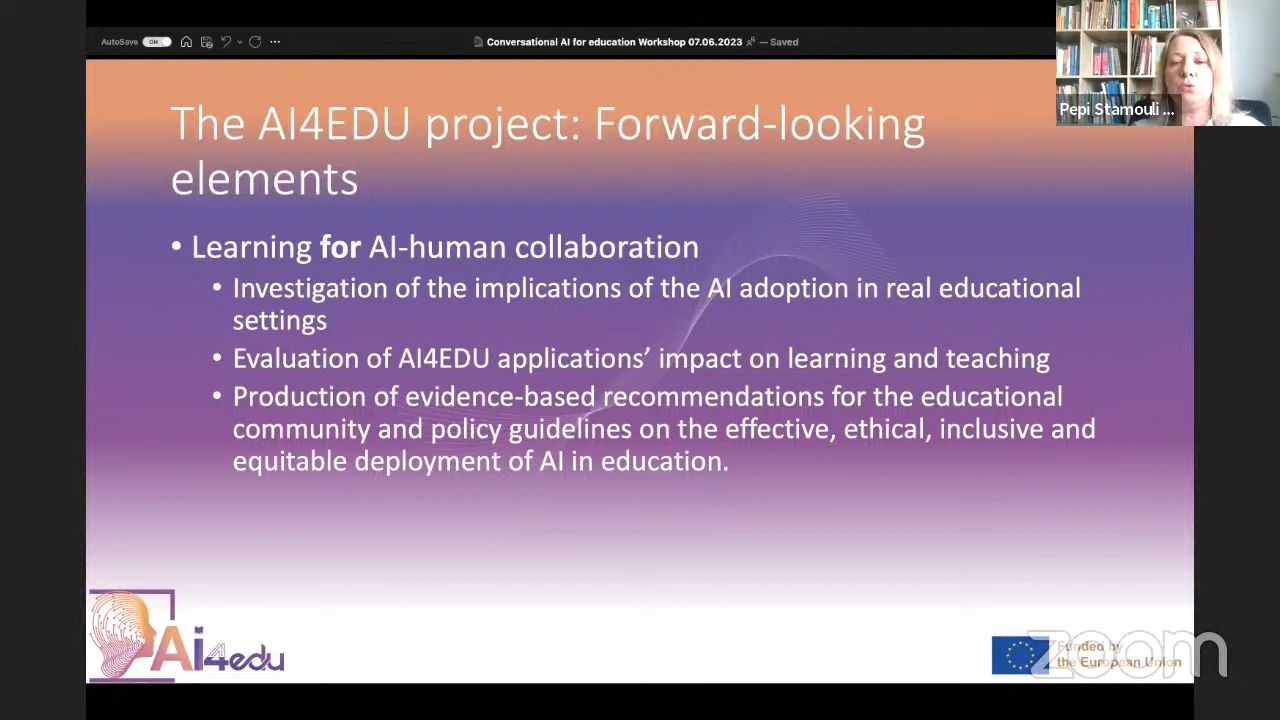 AutoSave ON ... Conversational AI for education Workshop 07.06.2023 — Saved
Pepi Stamouli ...
The AI4EDU project: Forward-looking
elements
• Learning for AI-human collaboration
• Investigation of the implications of the AI adoption in real educational
settings
• Evaluation of AI4EDU applications’ impact on learning and teaching
• Production of evidence-based recommendations for the educational
community and policy guidelines on the effective, ethical, inclusive and
equitable deployment of AI in education.
Ai4edu
Funded by
the European Union
zoom